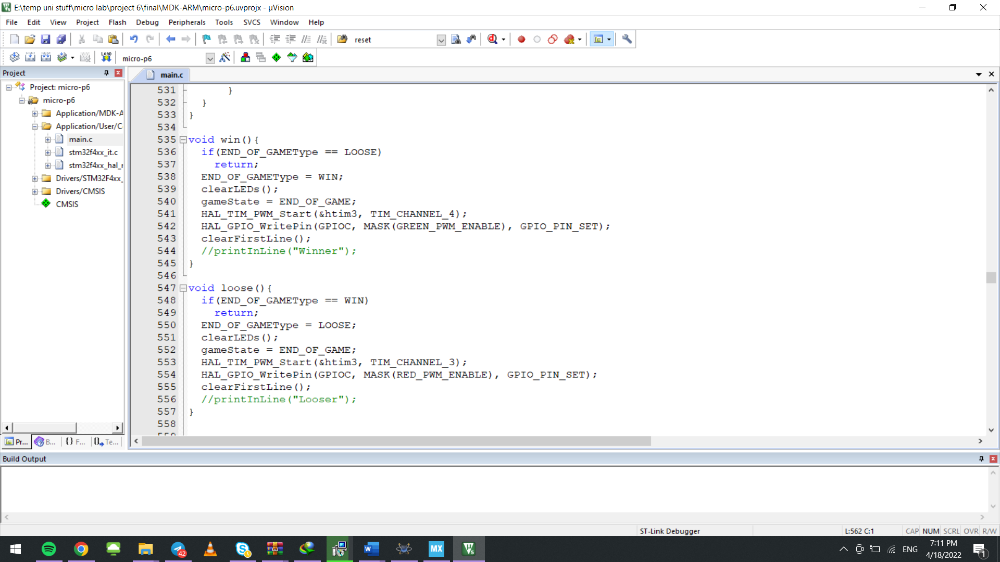 E:\temp uni stuff\micro lab\project 6\final\MDK-ARM\micro-p6.uvprojx - µVision
File Edit View Project Flash Debug Peripherals Tools SVCS Window Help
reset
LOAD micro-p6
Project
main.c
Project: micro-p6
micro-p6
Application/MDK-A
Application/User/C
main.c
stm32f4xx_it.c
stm32f4xx_hal_r
Drivers/STM32F4xx_
Drivers/CMSIS
CMSIS
Pr... B... {} F... Te...
531 }
532 }
533 }
534
535 void win(){
536 if(END_OF_GAMEType == LOOSE)
537 return;
538 END_OF_GAMEType = WIN;
539 clearLEDs();
540 gameState = END_OF_GAME;
541 HAL_TIM_PWM_Start(&htim3, TIM_CHANNEL_4);
542 HAL_GPIO_WritePin(GPIOC, MASK(GREEN_PWM_ENABLE), GPIO_PIN_SET);
543 clearFirstLine();
544 //printInLine("Winner");
545 }
546
547 void loose(){
548 if(END_OF_GAMEType == WIN)
549 return;
550 END_OF_GAMEType = LOOSE;
551 clearLEDs();
552 gameState = END_OF_GAME;
553 HAL_TIM_PWM_Start(&htim3, TIM_CHANNEL_3);
554 HAL_GPIO_WritePin(GPIOC, MASK(RED_PWM_ENABLE), GPIO_PIN_SET);
555 clearFirstLine();
556 //printInLine("Looser");
557 }
558
Build Output
ST-Link Debugger L:562 C:1 CAP NUM SCRL OVR R/W
42 W MX V5 ENG 7:11 PM
4/18/2022 1